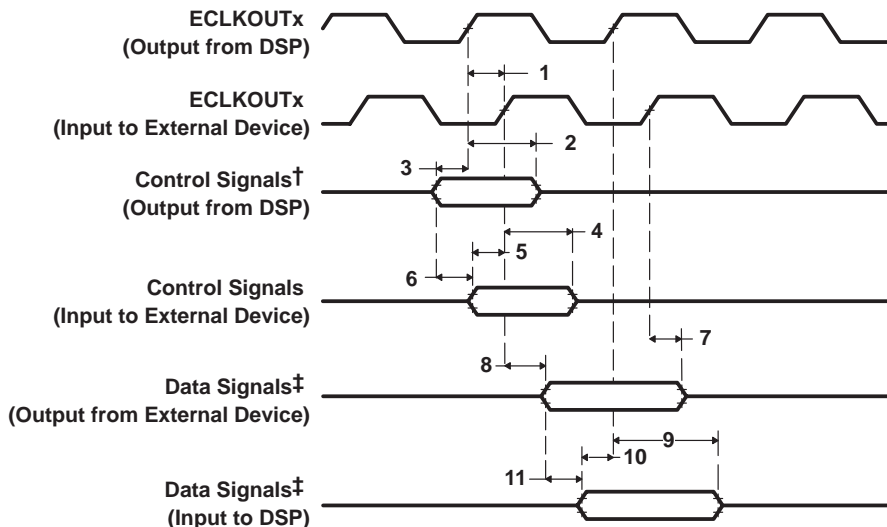 ECLKOUTx
(Output from DSP)
1
ECLKOUTx
(Input to External Device)
2
3
Control Signals†
(Output from DSP)
4
5
6
Control Signals
(Input to External Device)
7
8
Data Signals‡
(Output from External Device)
9
10
11
Data Signals‡
(Input to DSP)